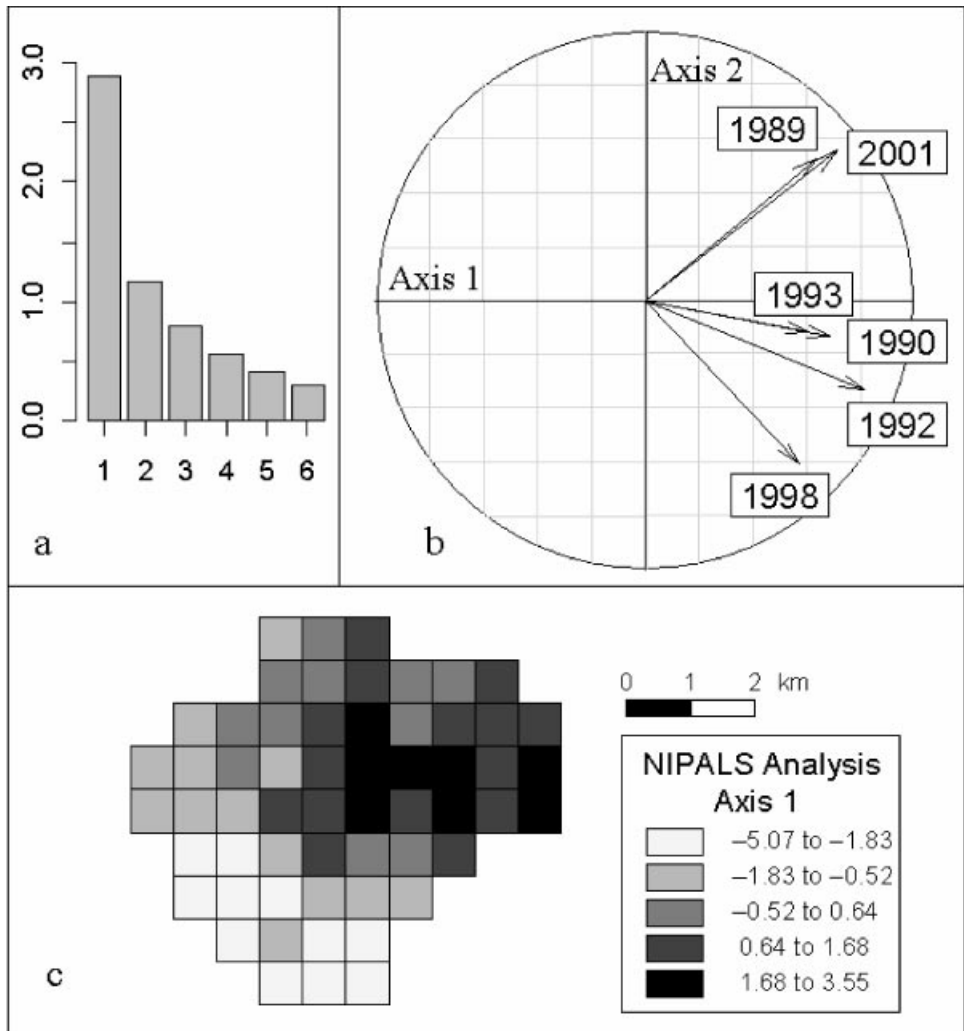 3.0
2.0
1.0
0.0
1 2 3 4 5 6
a
Axis 2
1989
2001
Axis 1
1993
1990
1992
1998
b
0 1 2 km
NIPALS Analysis
Axis 1
–5.07 to –1.83
–1.83 to –0.52
–0.52 to 0.64
0.64 to 1.68
1.68 to 3.55
c